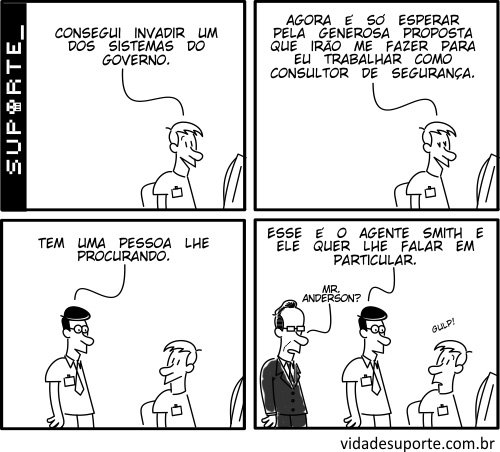 SUPORTE_
CONSEGUI INVADIR UM
DOS SISTEMAS DO
GOVERNO.
AGORA É SÓ ESPERAR
PELA GENEROSA PROPOSTA
QUE IRÃO ME FAZER PARA
EU TRABALHAR COMO
CONSULTOR DE SEGURANÇA.
TEM UMA PESSOA LHE
PROCURANDO.
ESSE E O AGENTE SMITH E
ELE QUER LHE FALAR EM
PARTICULAR.
MR.
ANDERSON?
GULP!
vidadesuporte.com.br